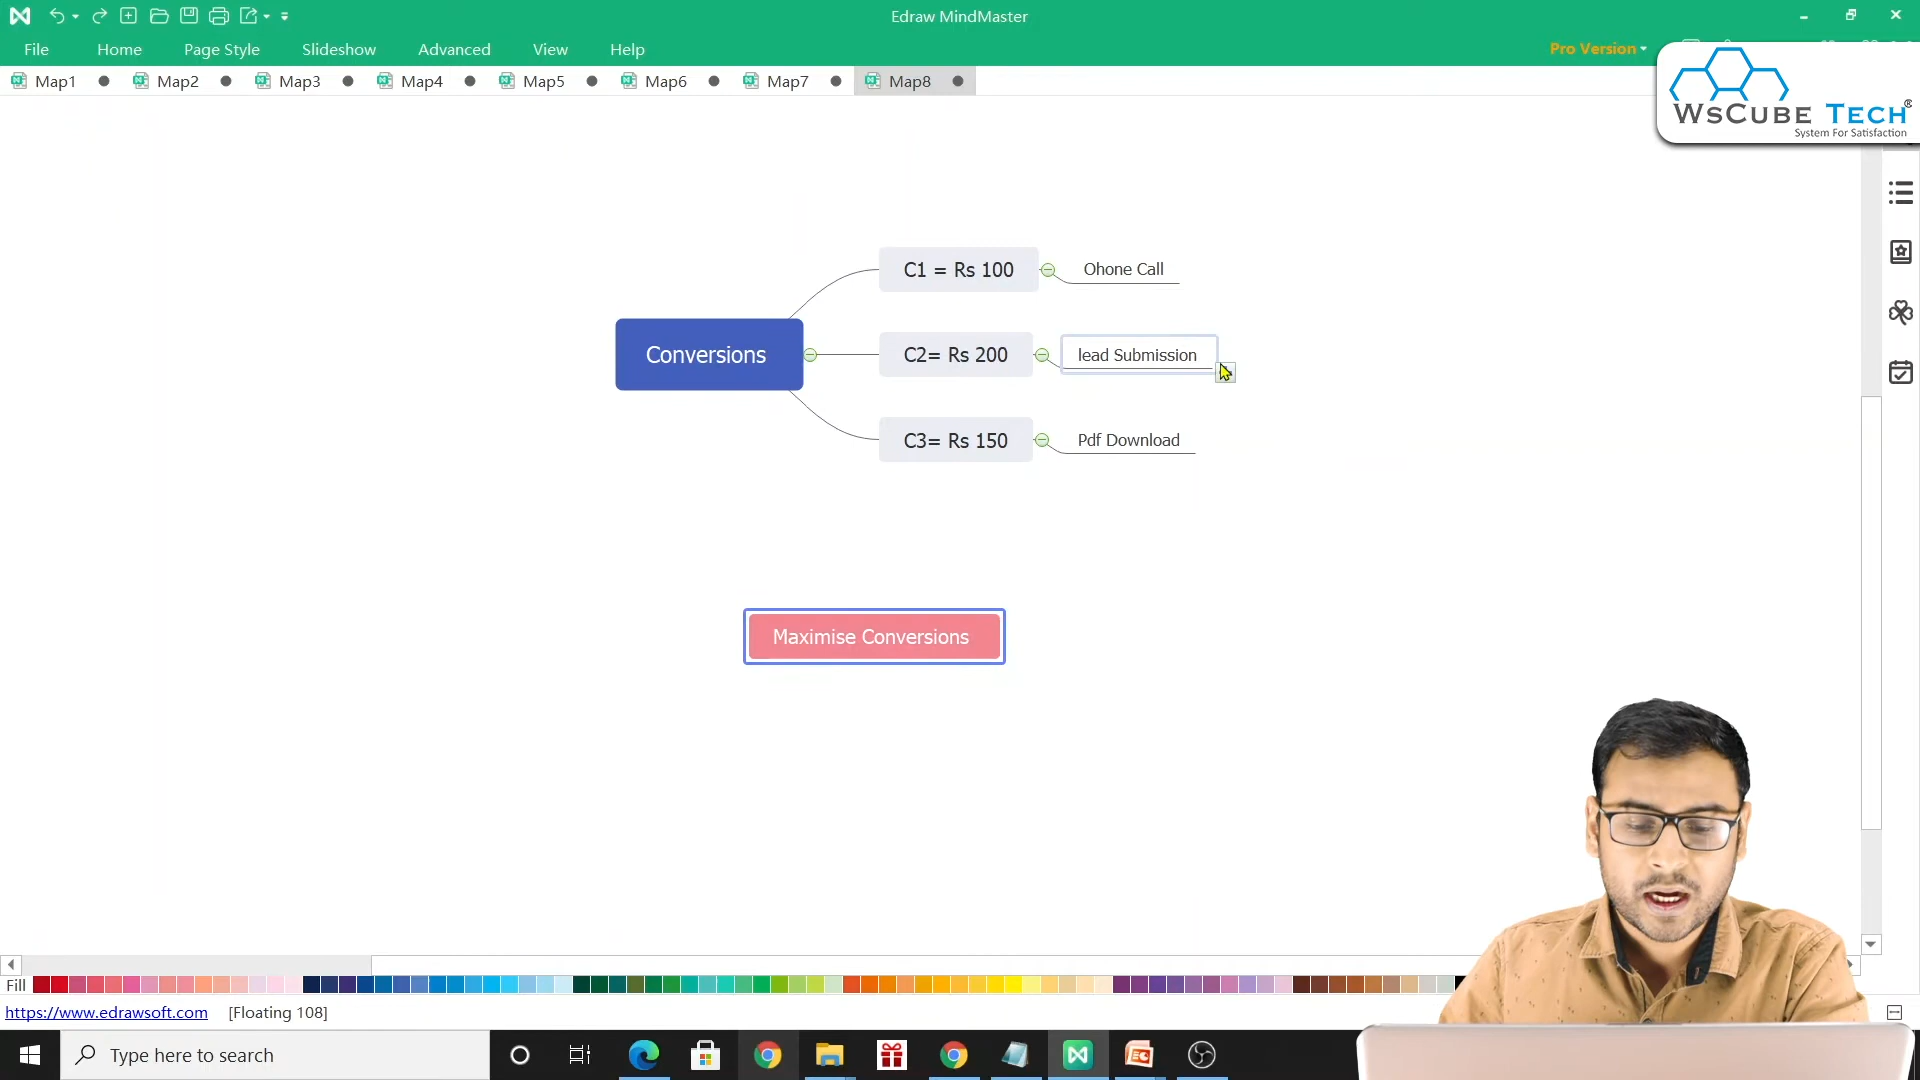 Edraw MindMaster
File Home Page Style Slideshow Advanced View Help
Pro Version
Map1 Map2 Map3 Map4 Map5 Map6 Map7 Map8
WsCube Tech®
System For Satisfaction
C1 = Rs 100 Ohone Call
Conversions C2= Rs 200 lead Submission
C3= Rs 150 Pdf Download
Maximise Conversions
Fill
https://www.edrawsoft.com [Floating 108]
Type here to search